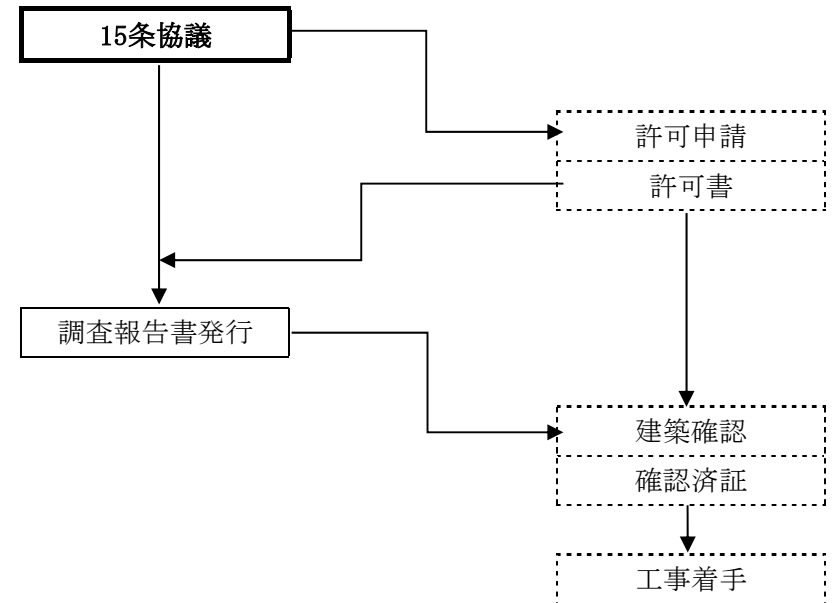 15条協議
許可申請
許可書
調査報告書発行
建築確認
確認済証
工事着手